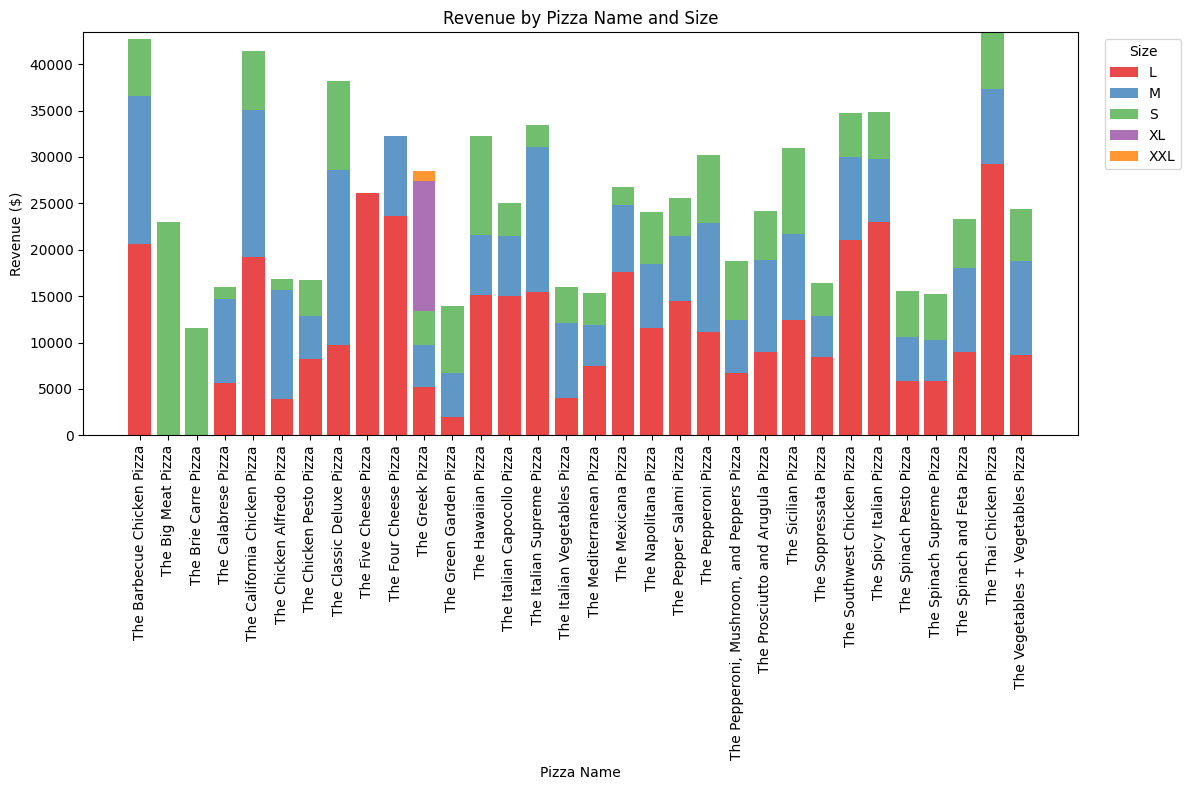 Revenue by Pizza Name and Size
Revenue ($)
40000
35000
30000
25000
20000
15000
10000
5000
0
Size
L
M
S
XL
XXL
The Barbecue Chicken Pizza
The Big Meat Pizza
The Brie Carre Pizza
The Calabrese Pizza
The California Chicken Pizza
The Chicken Alfredo Pizza
The Chicken Pesto Pizza
The Classic Deluxe Pizza
The Five Cheese Pizza
The Four Cheese Pizza
The Greek Pizza
The Green Garden Pizza
The Hawaiian Pizza
The Italian Capocollo Pizza
The Italian Supreme Pizza
The Italian Vegetables Pizza
The Mediterranean Pizza
The Mexicana Pizza
The Napolitana Pizza
The Pepper Salami Pizza
The Pepperoni Pizza
The Pepperoni, Mushroom, and Peppers Pizza
The Prosciutto and Arugula Pizza
The Sicilian Pizza
The Soppressata Pizza
The Southwest Chicken Pizza
The Spicy Italian Pizza
The Spinach Pesto Pizza
The Spinach Supreme Pizza
The Spinach and Feta Pizza
The Thai Chicken Pizza
The Vegetables + Vegetables Pizza
Pizza Name